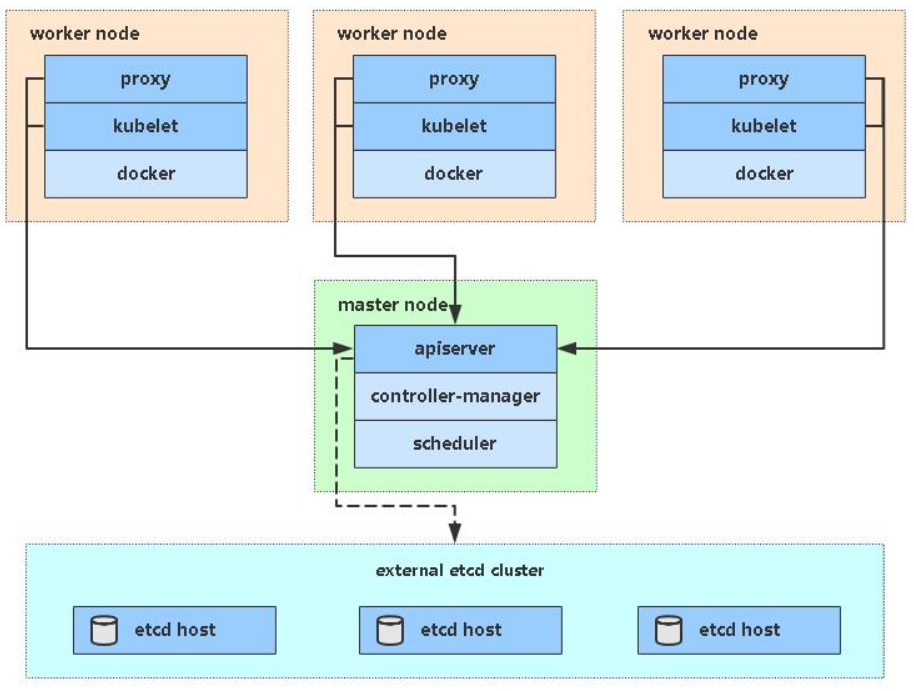 worker node
proxy
kubelet
docker
worker node
proxy
kubelet
docker
worker node
proxy
kubelet
docker
master node
apiserver
controller-manager
scheduler
external etcd cluster
etcd host
etcd host
etcd host